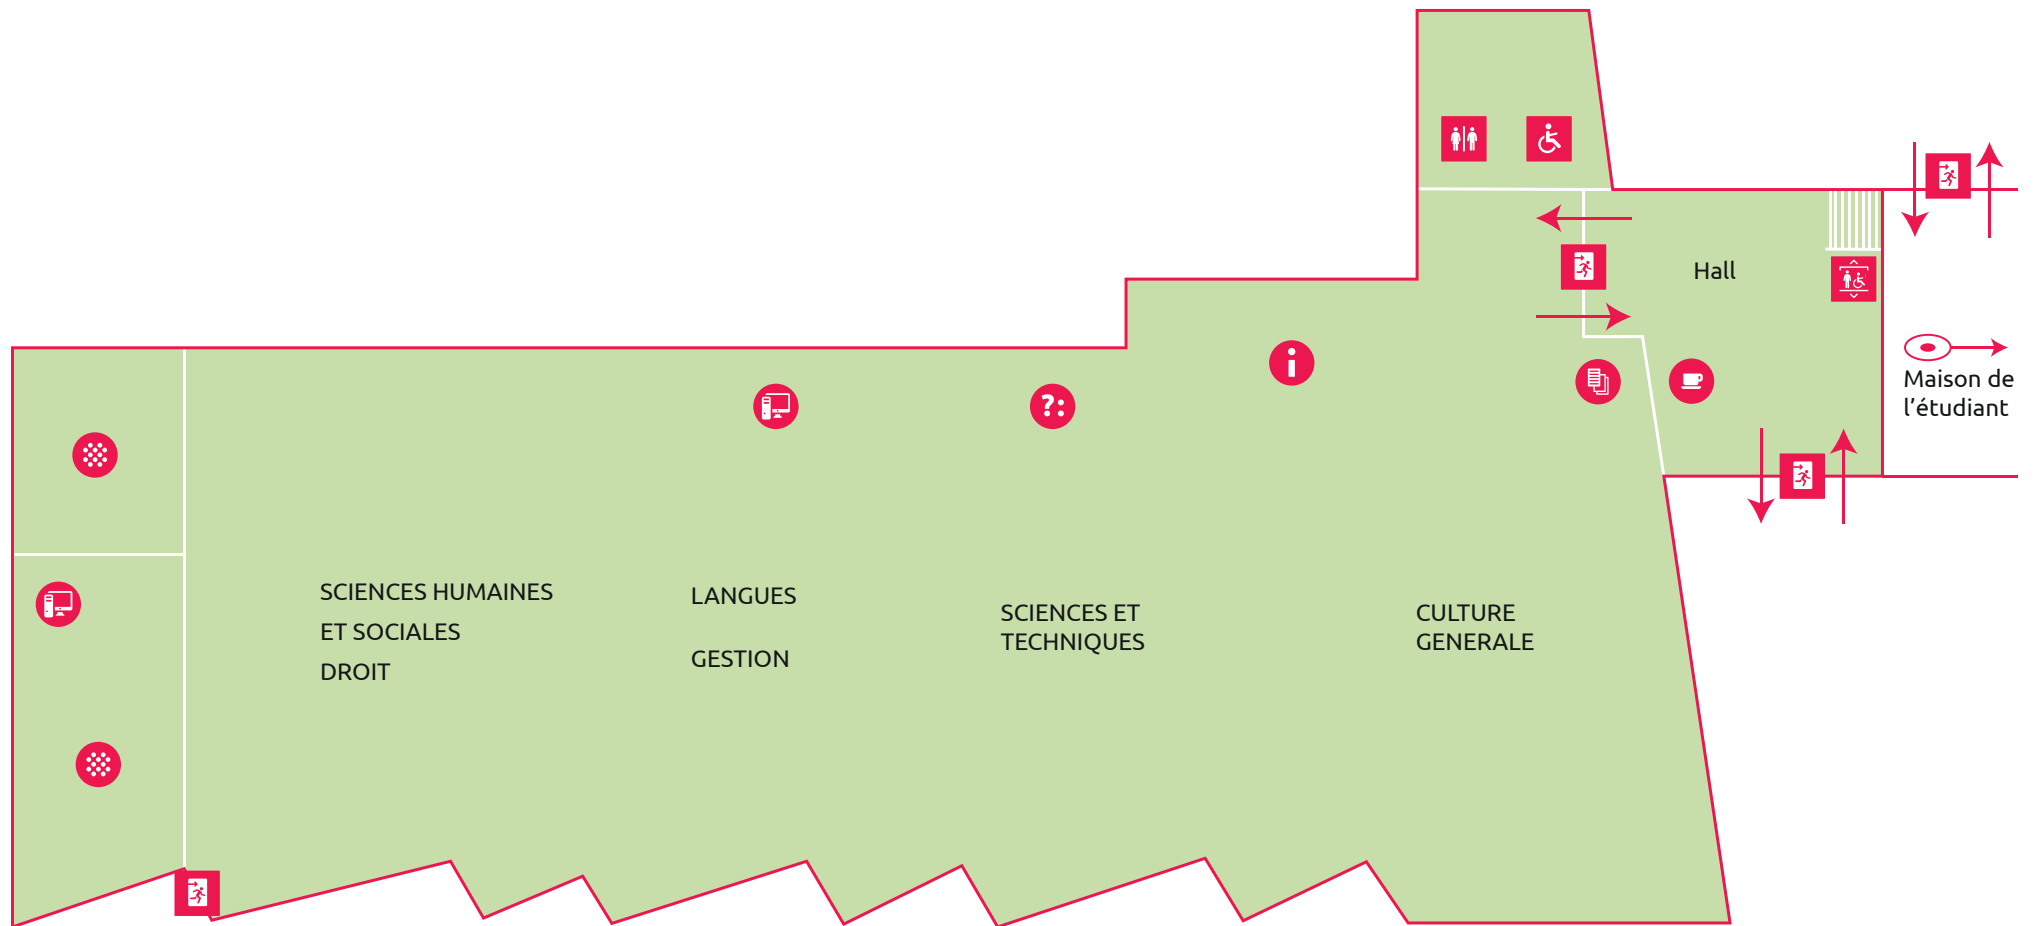 Hall
Maison de
l'étudiant
?:
SCIENCES HUMAINES
ET SOCIALES
DROIT
LANGUES
GESTION
SCIENCES ET
TECHNIQUES
CULTURE
GENERALE